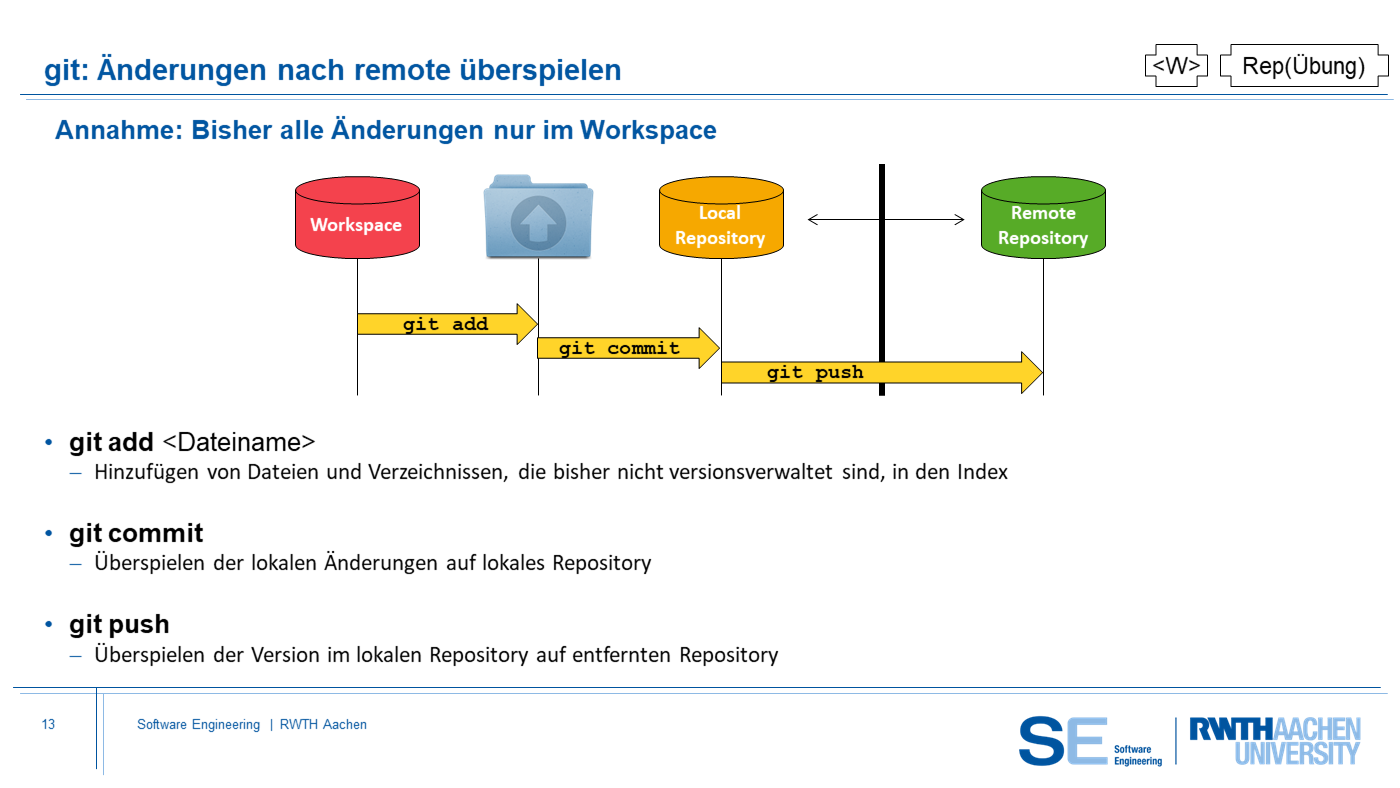 git: Änderungen nach remote überspielen
<W>
Rep(Übung)
Annahme: Bisher alle Änderungen nur im Workspace
Workspace
Local
Repository
Remote
Repository
git add
git commit
git push
• git add <Dateiname>
– Hinzufügen von Dateien und Verzeichnissen, die bisher nicht versionsverwaltet sind, in den Index
• git commit
– Überspielen der lokalen Änderungen auf lokales Repository
• git push
– Überspielen der Version im lokalen Repository auf entfernten Repository
13
Software Engineering | RWTH Aachen
SE Software
Engineering
RWTHAACHEN
UNIVERSITY